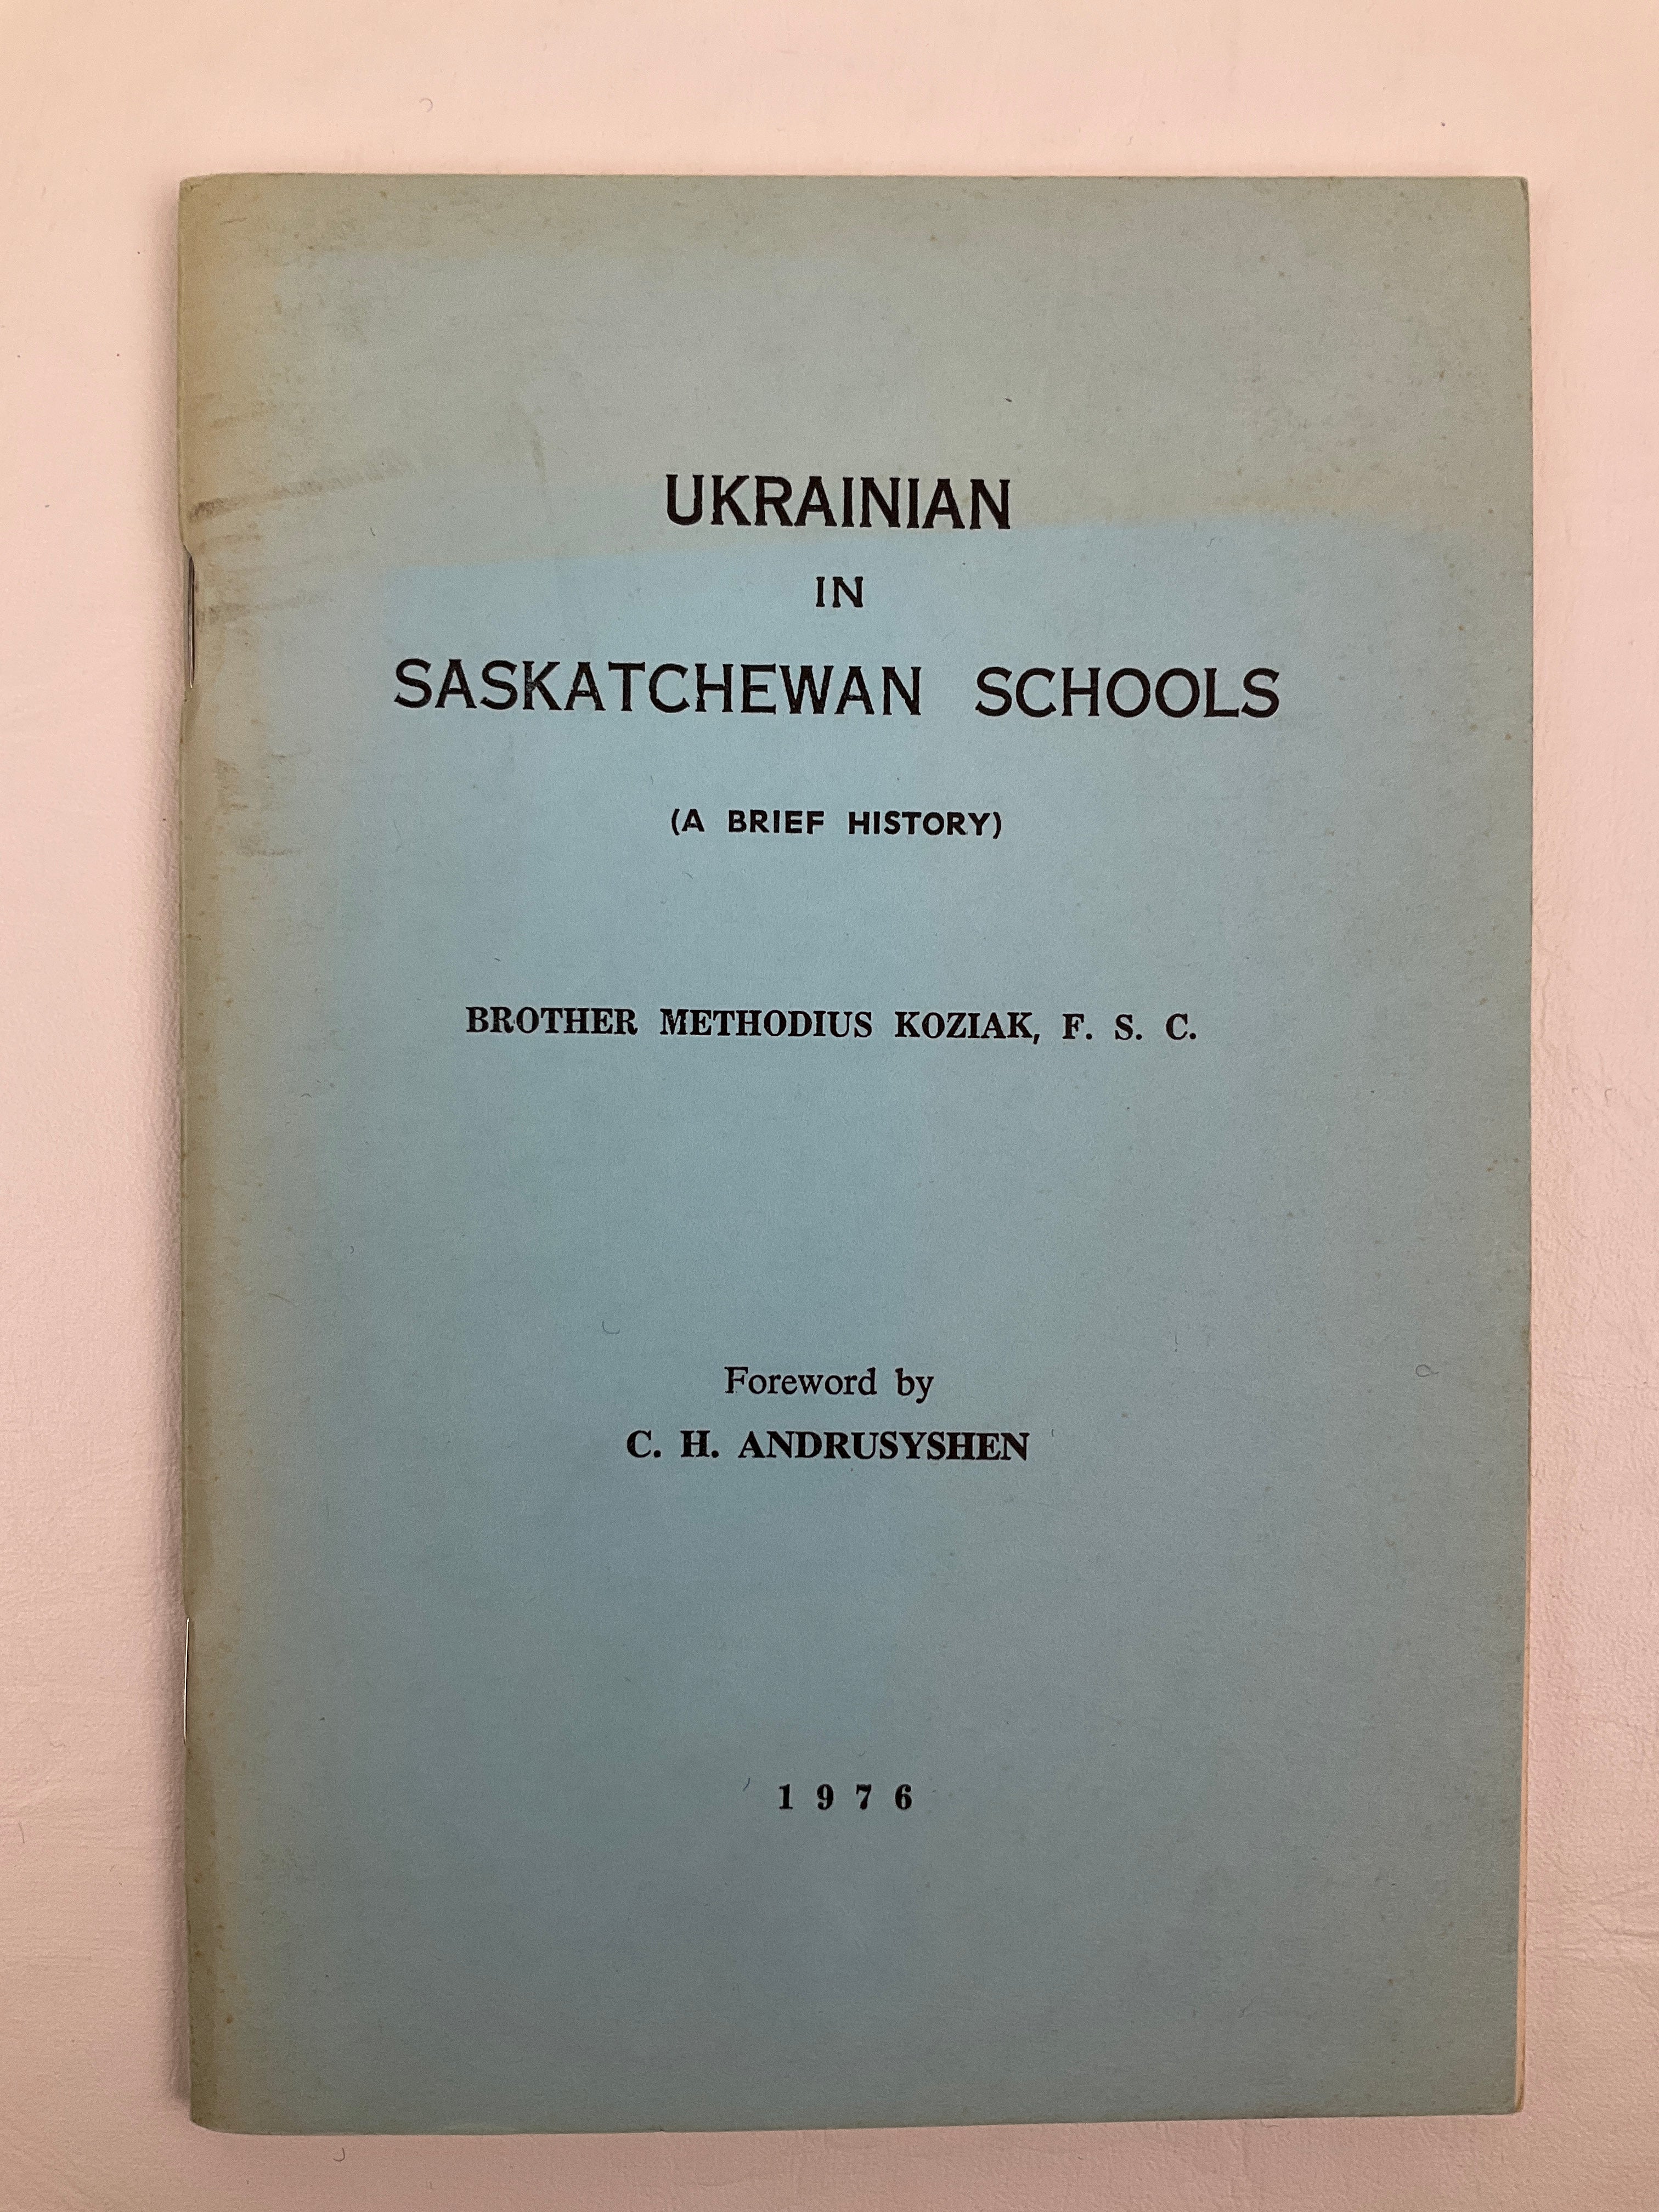 UKRAINIAN
IN
SASKATCHEWAN SCHOOLS
(A BRIEF HISTORY)
BROTHER METHODIUS KOZIAK, F. S. C.
Foreword by
C. H. ANDRUSYSHEN
1976